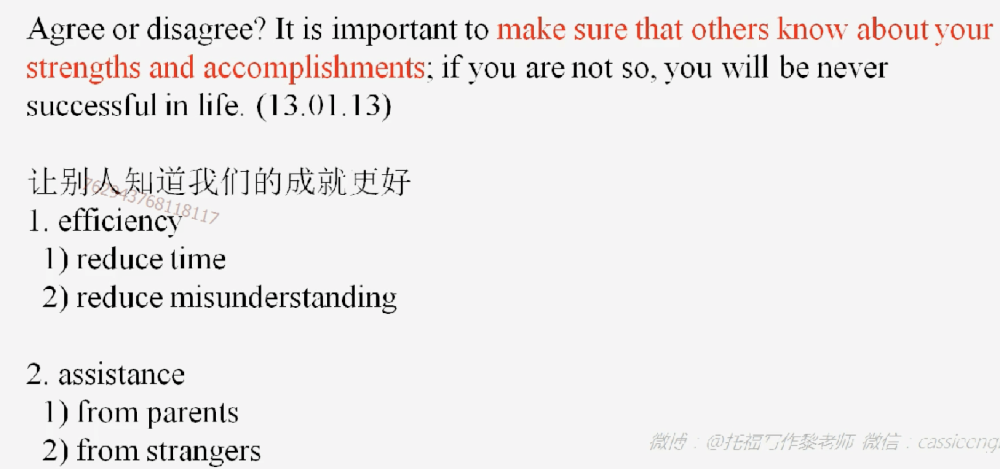 Agree or disagree? It is important to make sure that others know about your
strengths and accomplishments; if you are not so, you will be never
successful in life. (13.01.13)
让别人知道我们的成就更好
762943768118117
1. efficiency
1) reduce time
2) reduce misunderstanding
2. assistance
1) from parents
2) from strangers
微博：@托福写作黎老师 微信：